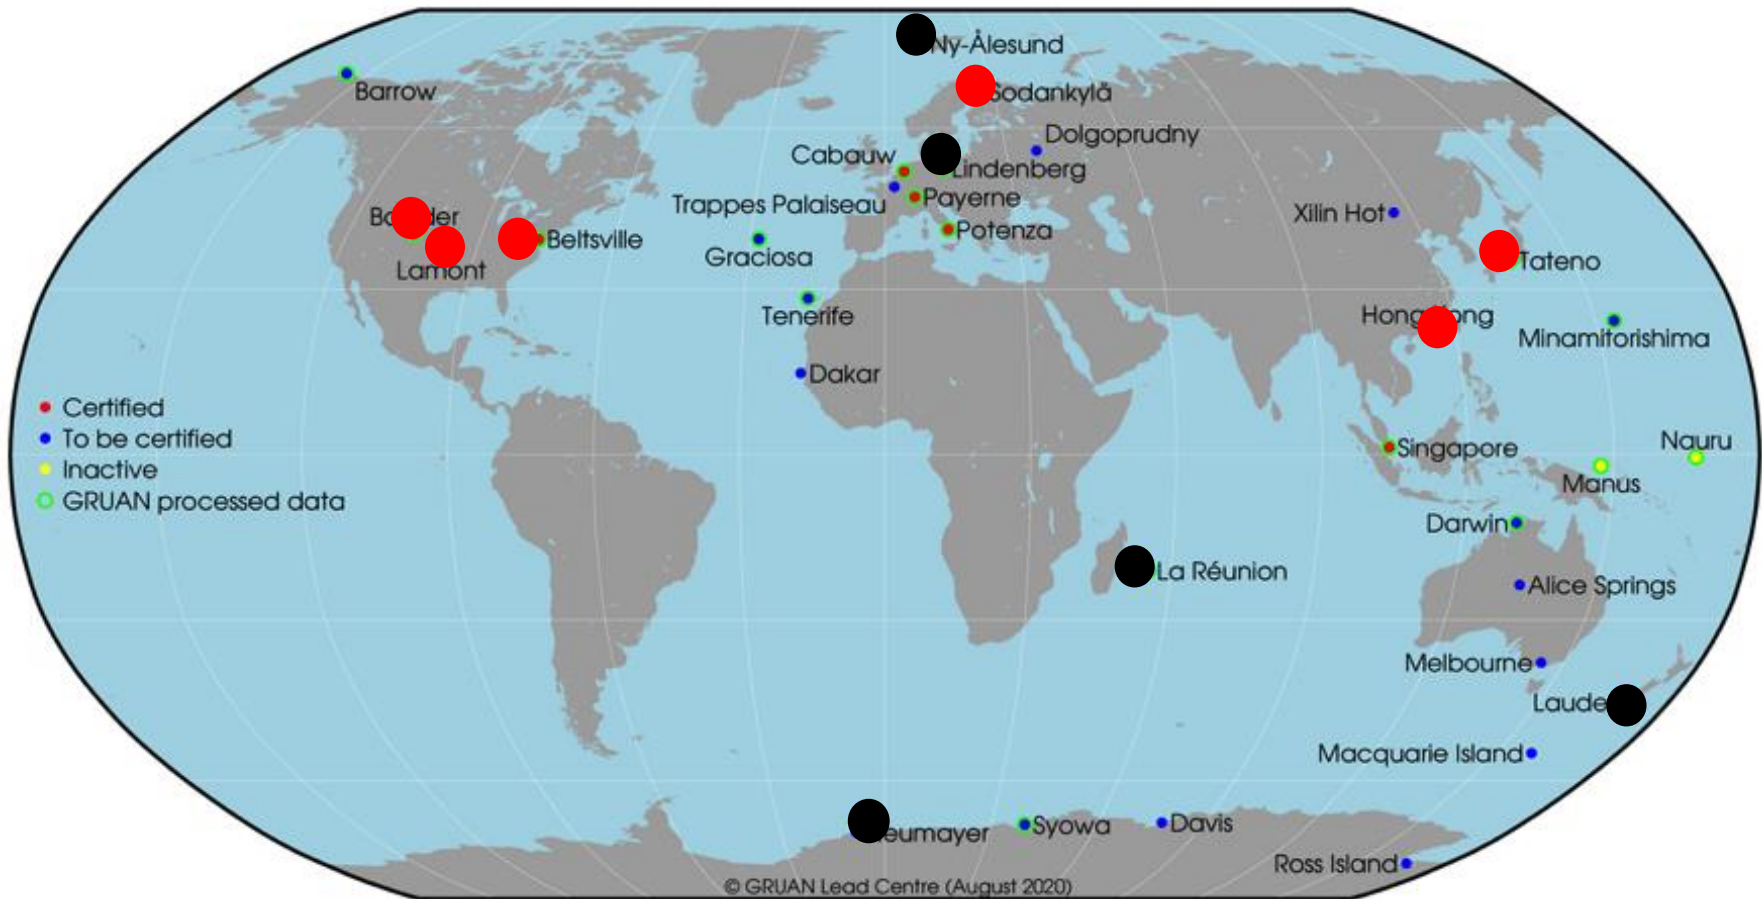 Ny-Ålesund
Sodankylä
Barrow
Dolgoprudny
Cabauw
Lindenberg
Payerne
Trappes Palaiseau
Xilin Hot
Potenza
Beltsville
Graciosa
Lamont
Tateno
Tenerife
Minamitorishima
Dakar
Certified
To be certified
Inactive
GRUAN processed data
Singapore
Nauru
Manus
Darwin
La Réunion
Alice Springs
Melbourne
Macquarie Island
Syowa
Davis
Ross Island
© GRUAN Lead Centre (August 2020)